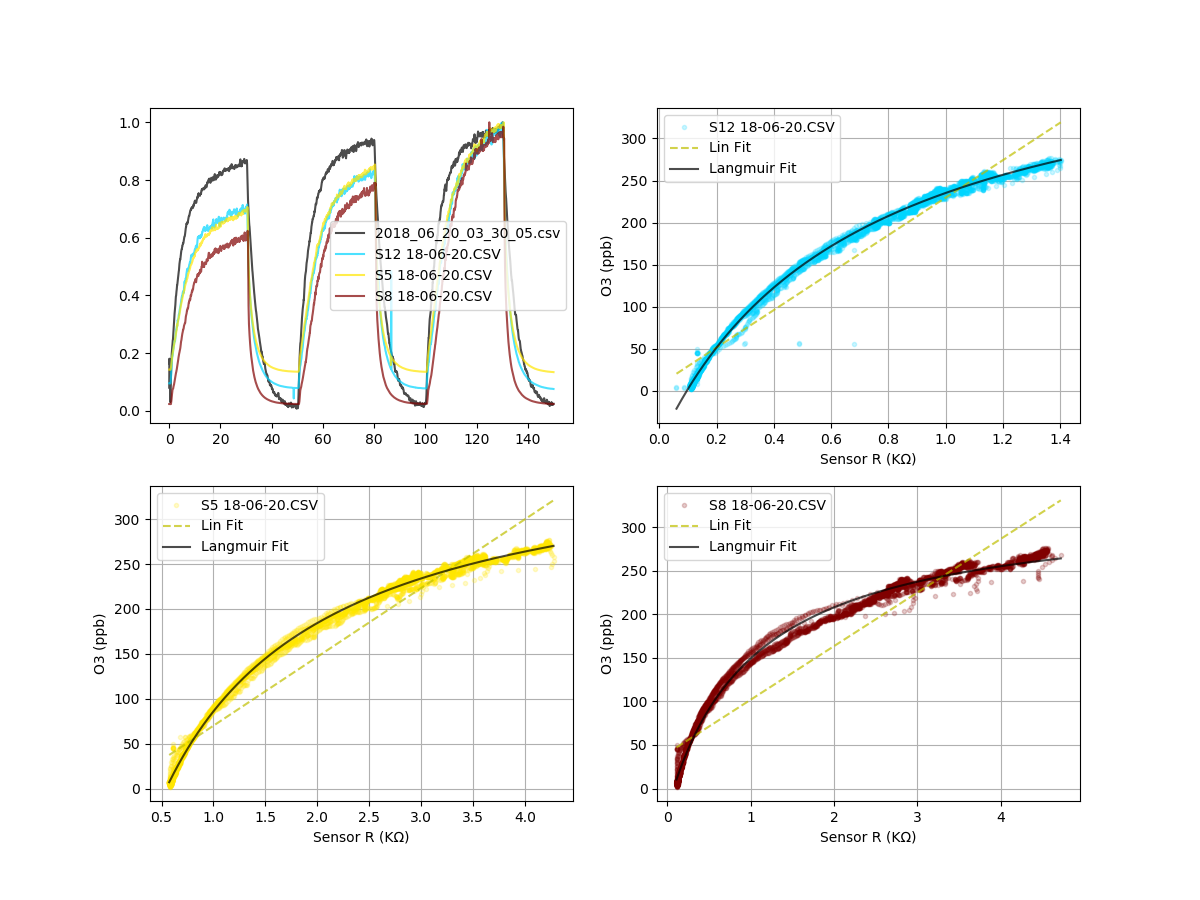 1.0
0.8
0.6
0.4
0.2
0.0
0 20 40 60 80 100 120 140
2018_06_20_03_30_05.csv
S12 18-06-20.CSV
S5 18-06-20.CSV
S8 18-06-20.CSV
O3 (ppb)
300
250
200
150
100
50
0
0.0 0.2 0.4 0.6 0.8 1.0 1.2 1.4
Sensor R (KΩ)
S12 18-06-20.CSV
Lin Fit
Langmuir Fit
O3 (ppb)
300
250
200
150
100
50
0
0.5 1.0 1.5 2.0 2.5 3.0 3.5 4.0
Sensor R (KΩ)
S5 18-06-20.CSV
Lin Fit
Langmuir Fit
O3 (ppb)
300
250
200
150
100
50
0
0 1 2 3 4
Sensor R (KΩ)
S8 18-06-20.CSV
Lin Fit
Langmuir Fit